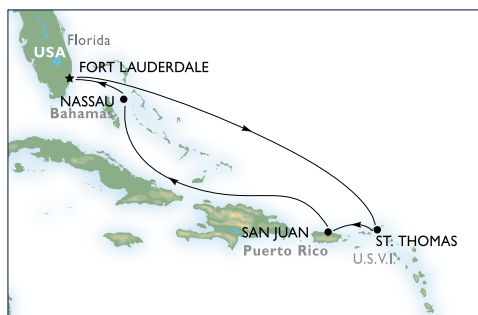 Florida
USA
FORT LAUDERDALE
NASSAU
Bahamas
SAN JUAN
Puerto Rico
ST. THOMAS
U.S.V.I.